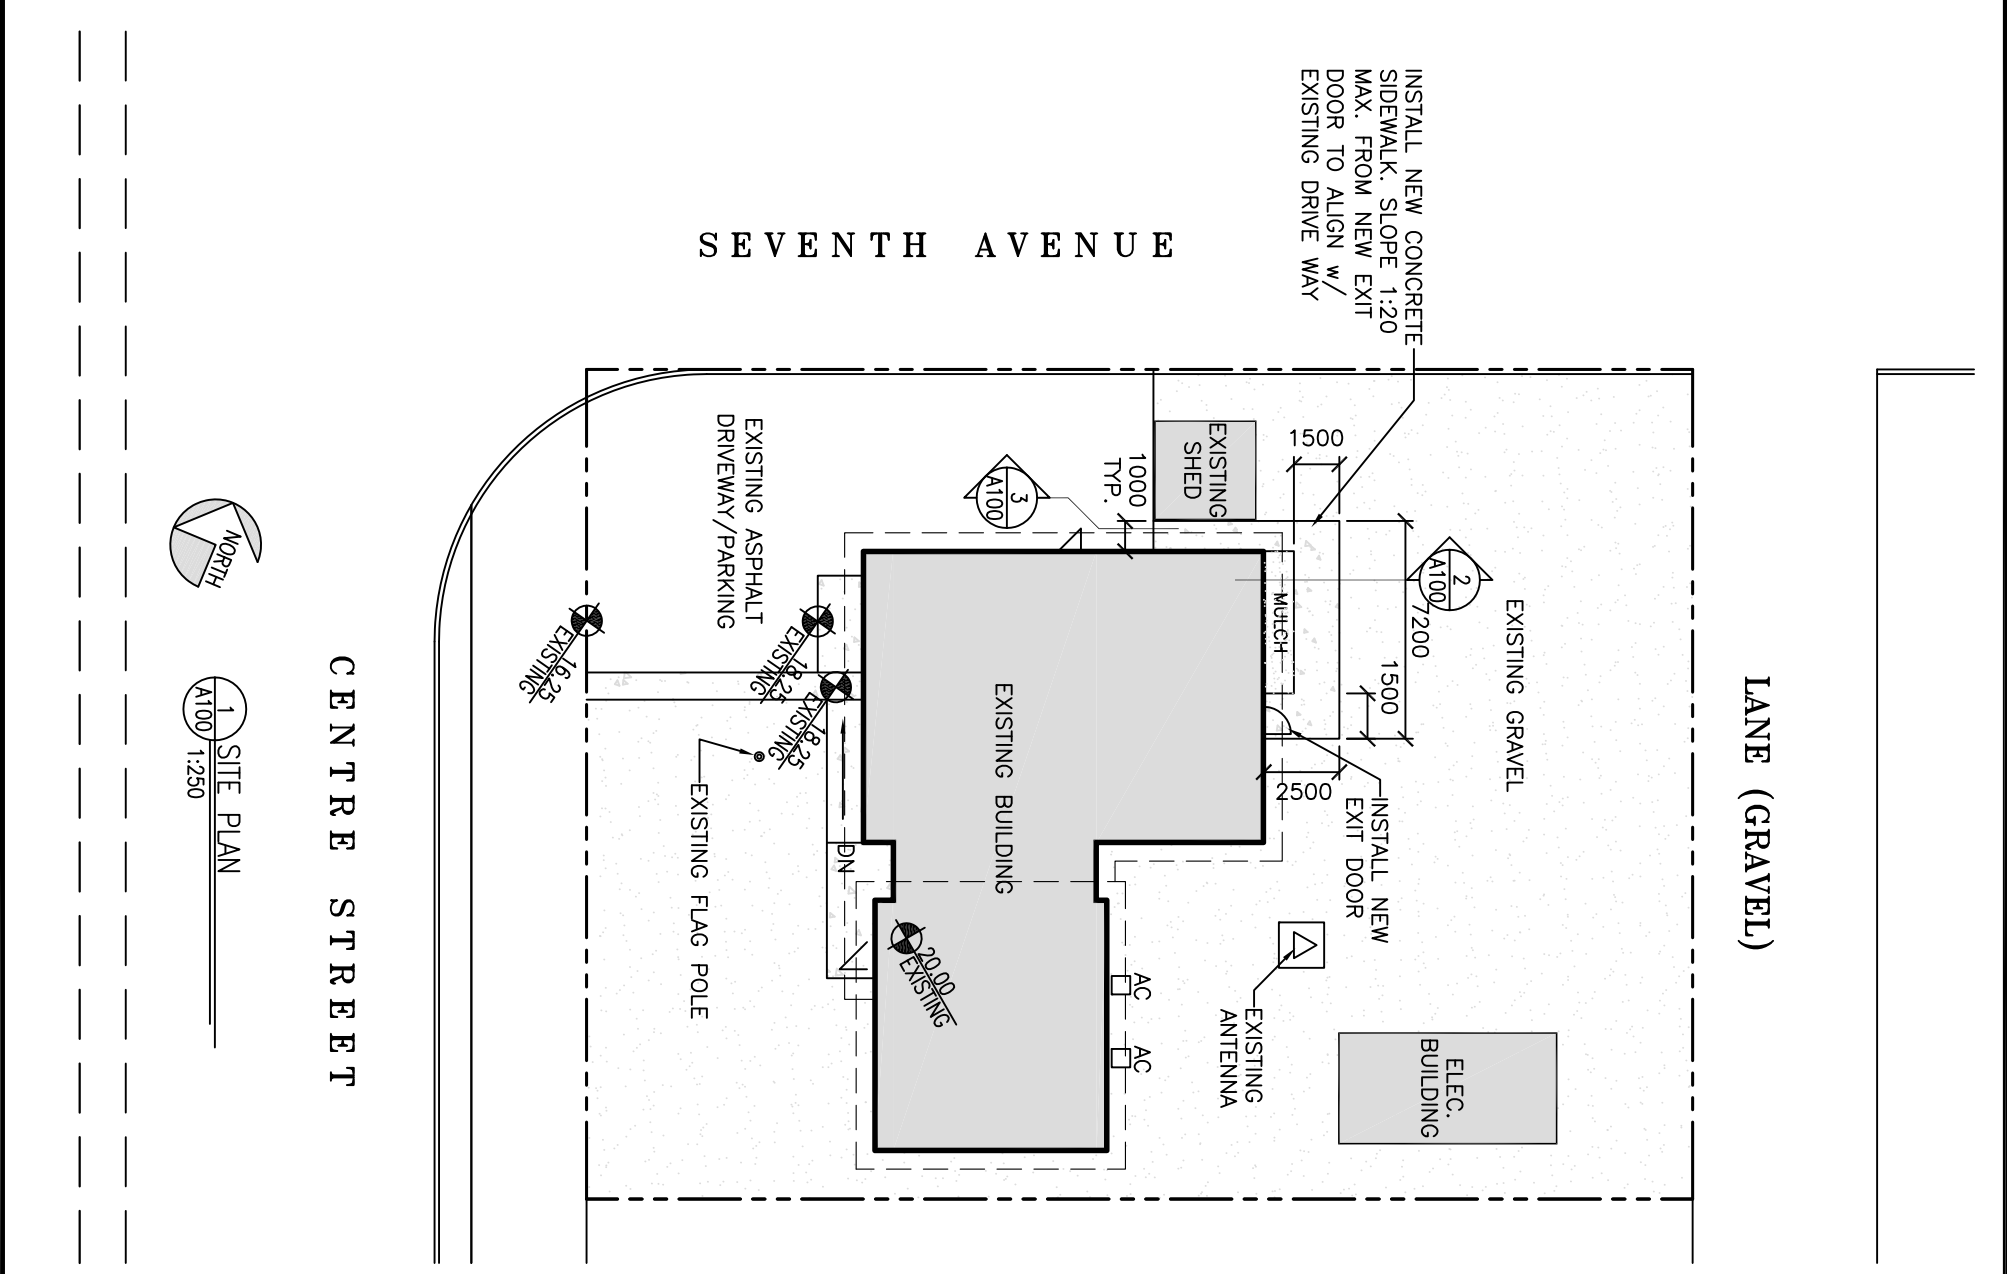 INSTALL NEW CONCRETE
SIDEWALK. SLOPE 1:20
MAX. FROM NEW EXIT
DOOR TO ALIGN w/
EXISTING DRIVE WAY
SEVENTH AVENUE
LANE (GRAVEL)
CENTRE STREET
EXISTING
SHED
1500
1000
TYP.
3
A100
2
A100
7200
1500
2500
MULCH
EXISTING GRAVEL
EXISTING ASPHALT
DRIVEWAY/PARKING
16.25
EXISTING
18.25
EXISTING
18.25
EXISTING
EXISTING BUILDING
DN
20.00
EXISTING
EXISTING FLAG POLE
INSTALL NEW
EXIT DOOR
AC
AC
EXISTING
ANTENNA
ELEC.
BUILDING
NORTH
1
A100
SITE PLAN
1:250